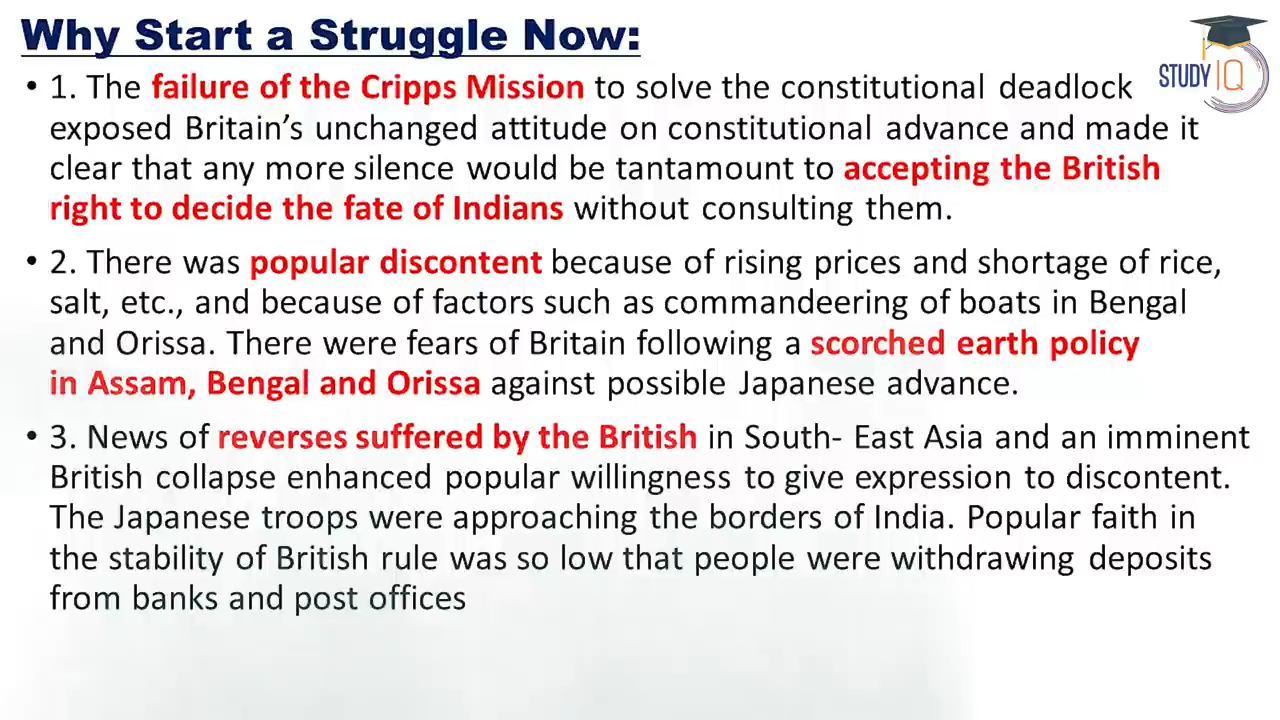 Why Start a Struggle Now:
STUDY IQ
• 1. The failure of the Cripps Mission to solve the constitutional deadlock
exposed Britain’s unchanged attitude on constitutional advance and made it
clear that any more silence would be tantamount to accepting the British
right to decide the fate of Indians without consulting them.
• 2. There was popular discontent because of rising prices and shortage of rice,
salt, etc., and because of factors such as commandeering of boats in Bengal
and Orissa. There were fears of Britain following a scorched earth policy
in Assam, Bengal and Orissa against possible Japanese advance.
• 3. News of reverses suffered by the British in South- East Asia and an imminent
British collapse enhanced popular willingness to give expression to discontent.
The Japanese troops were approaching the borders of India. Popular faith in
the stability of British rule was so low that people were withdrawing deposits
from banks and post offices